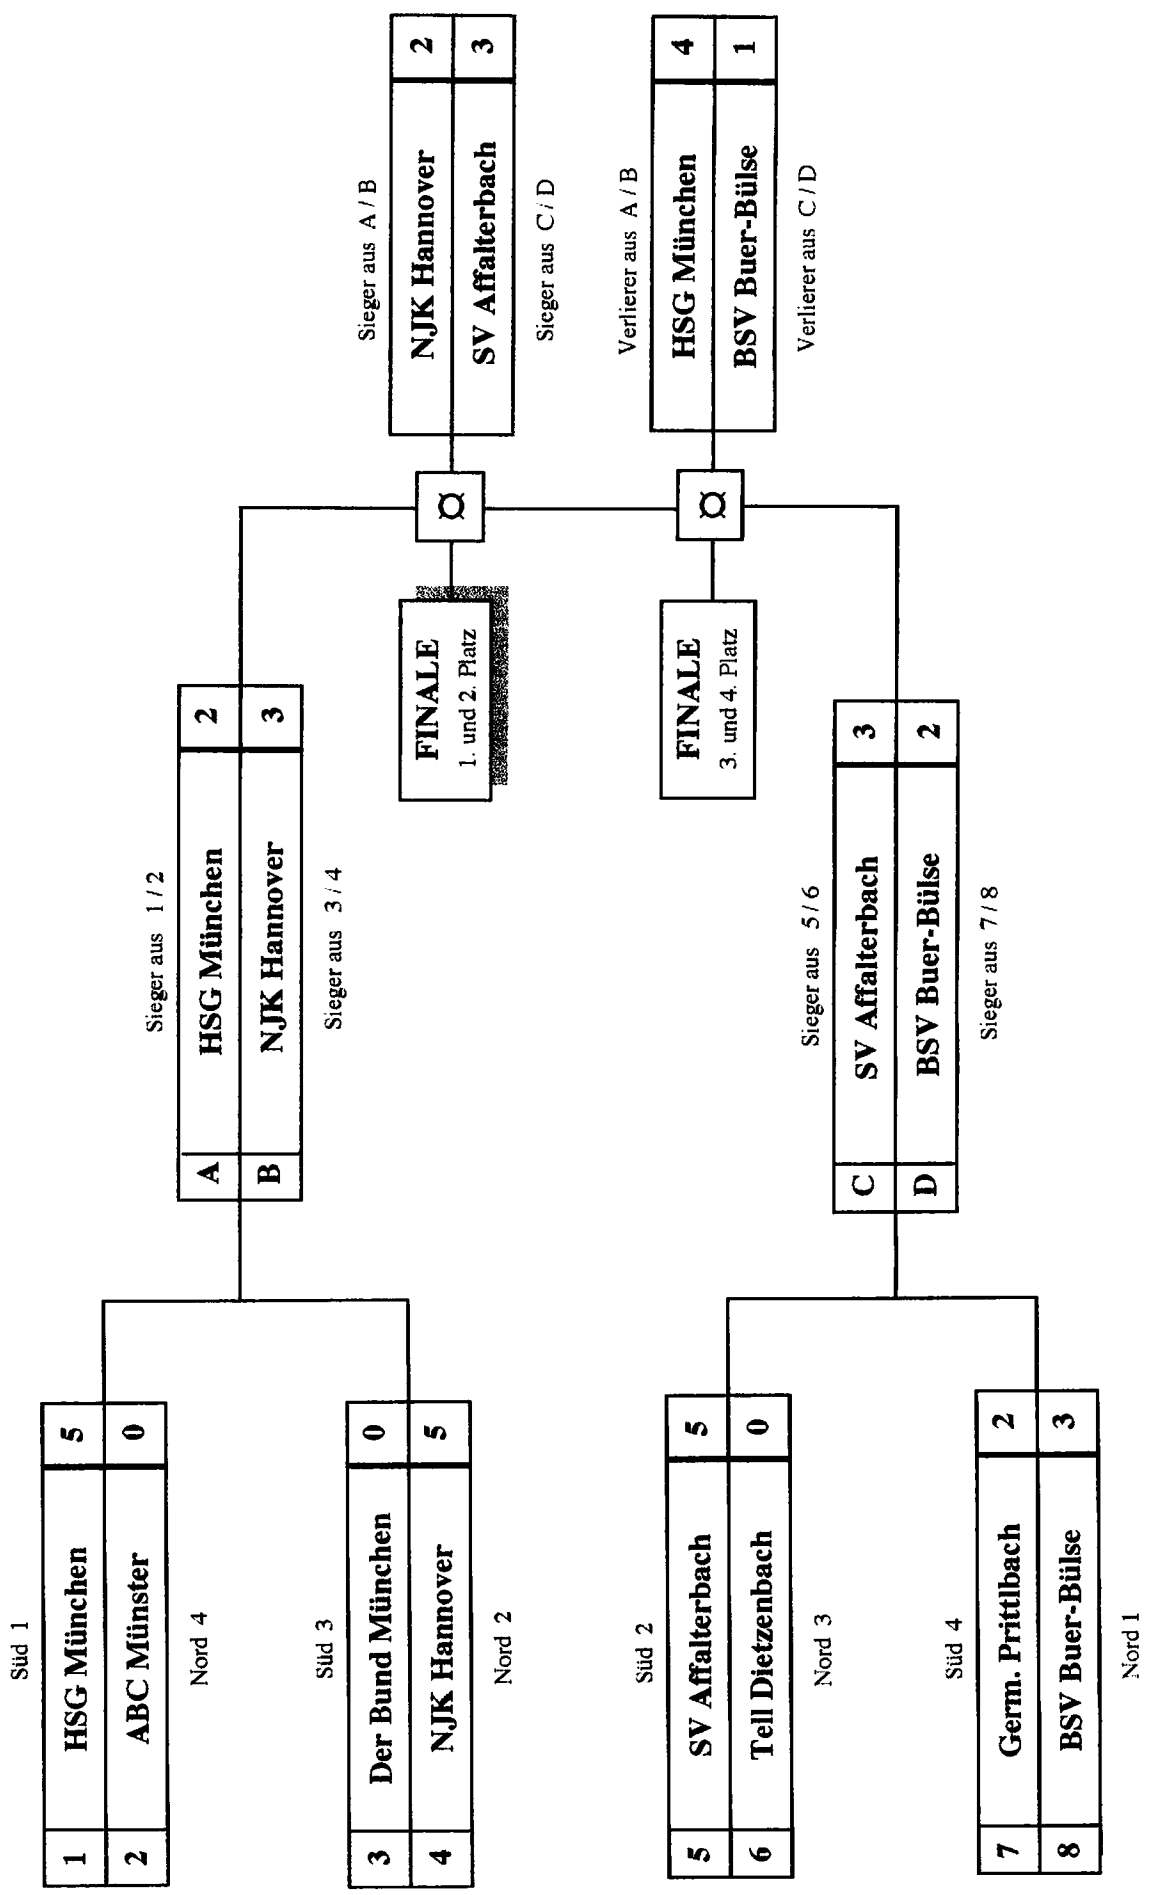 Süd 1
1 HSG München 5
2 ABC Münster 0
Nord 4
Süd 3
3 Der Bund München 0
4 NJK Hannover 5
Nord 2
Süd 2
5 SV Affalterbach 5
6 Tell Dietzenbach 0
Nord 3
Süd 4
7 Germ. Prittlbach 2
8 BSV Buer-Bülse 3
Nord 1
Sieger aus 1 / 2
A HSG München 2
B NJK Hannover 3
Sieger aus 3 / 4
Sieger aus 5 / 6
C SV Affalterbach 3
D BSV Buer-Bülse 2
Sieger aus 7 / 8
FINALE
1. und 2. Platz
Sieger aus A / B
NJK Hannover 2
SV Affalterbach 3
Sieger aus C / D
FINALE
3. und 4. Platz
Verlierer aus A / B
HSG München 4
BSV Buer-Bülse 1
Verlierer aus C / D